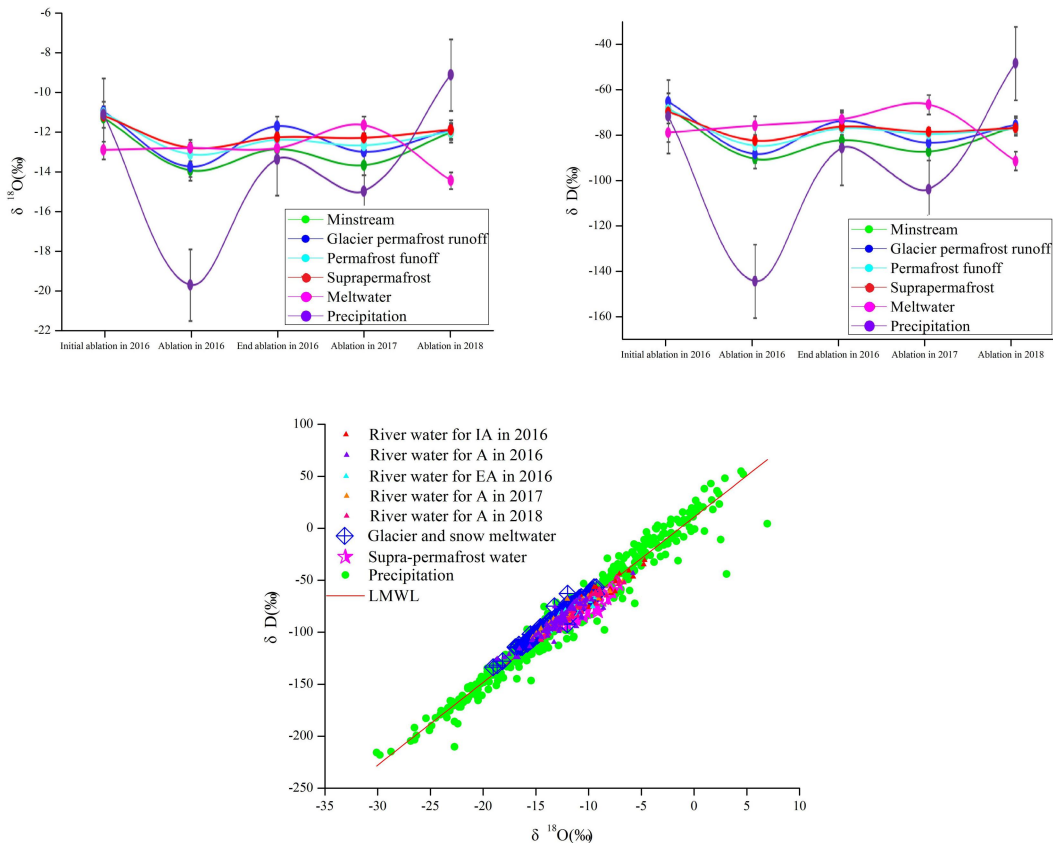 -6
-8
-10
-12
-14
-16
-18
-20
-22
δ 18O(‰)
Minstream
Glacier permafrost runoff
Permafrost funoff
Suprapermafrost
Meltwater
Precipitation
Initial ablation in 2016 Ablation in 2016 End ablation in 2016 Ablation in 2017 Ablation in 2018
-40
-60
-80
-100
-120
-140
-160
δ D(‰)
Minstream
Glacier permafrost runoff
Permafrost funoff
Suprapermafrost
Meltwater
Precipitation
Initial ablation in 2016 Ablation in 2016 End ablation in 2016 Ablation in 2017 Ablation in 2018
100
50
0
-50
-100
-150
-200
-250
δ D(‰)
River water for IA in 2016
River water for A in 2016
River water for EA in 2016
River water for A in 2017
River water for A in 2018
Glacier and snow meltwater
Supra-permafrost water
Precipitation
LMWL
-35 -30 -25 -20 -15 -10 -5 0 5 10
δ 18O(‰)